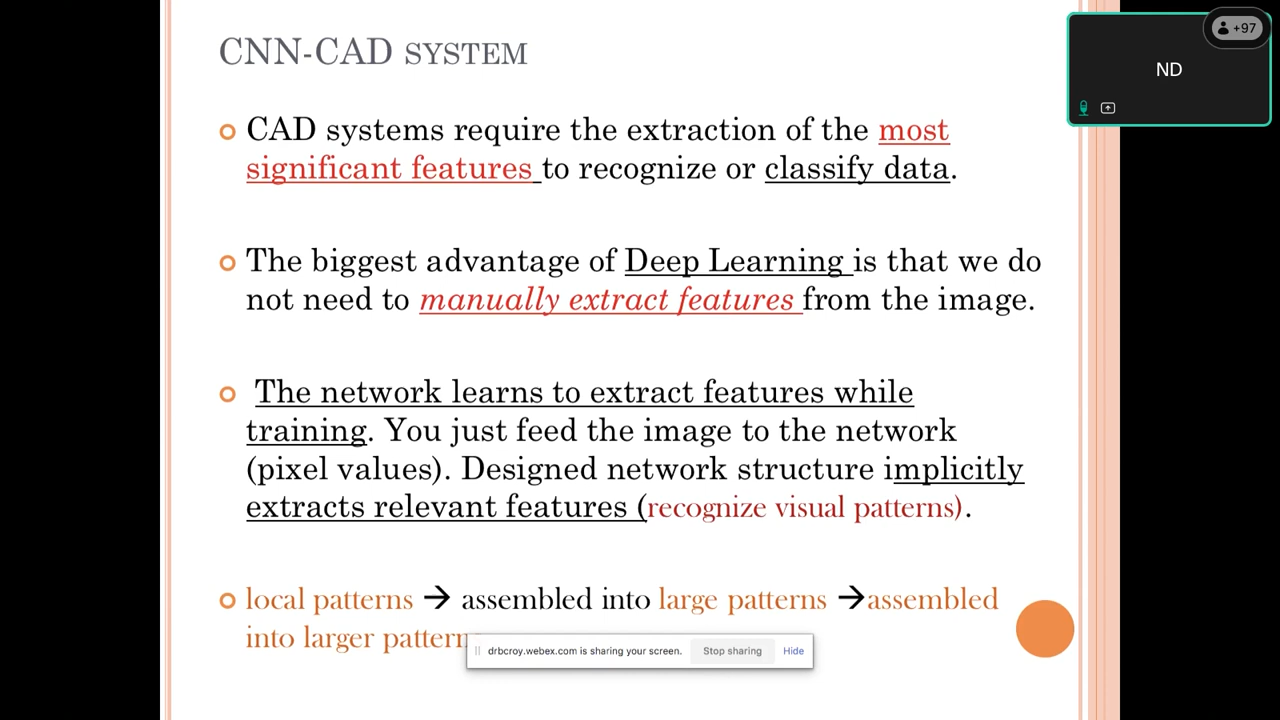 CNN-CAD SYSTEM
CAD systems require the extraction of the most
significant features to recognize or classify data.
The biggest advantage of Deep Learning is that we do
not need to manually extract features from the image.
The network learns to extract features while
training. You just feed the image to the network
(pixel values). Designed network structure implicitly
extracts relevant features (recognize visual patterns).
local patterns → assembled into large patterns →assembled
into larger
drbcroy.webex.com is sharing your screen. Stop sharing Hide
+97
ND